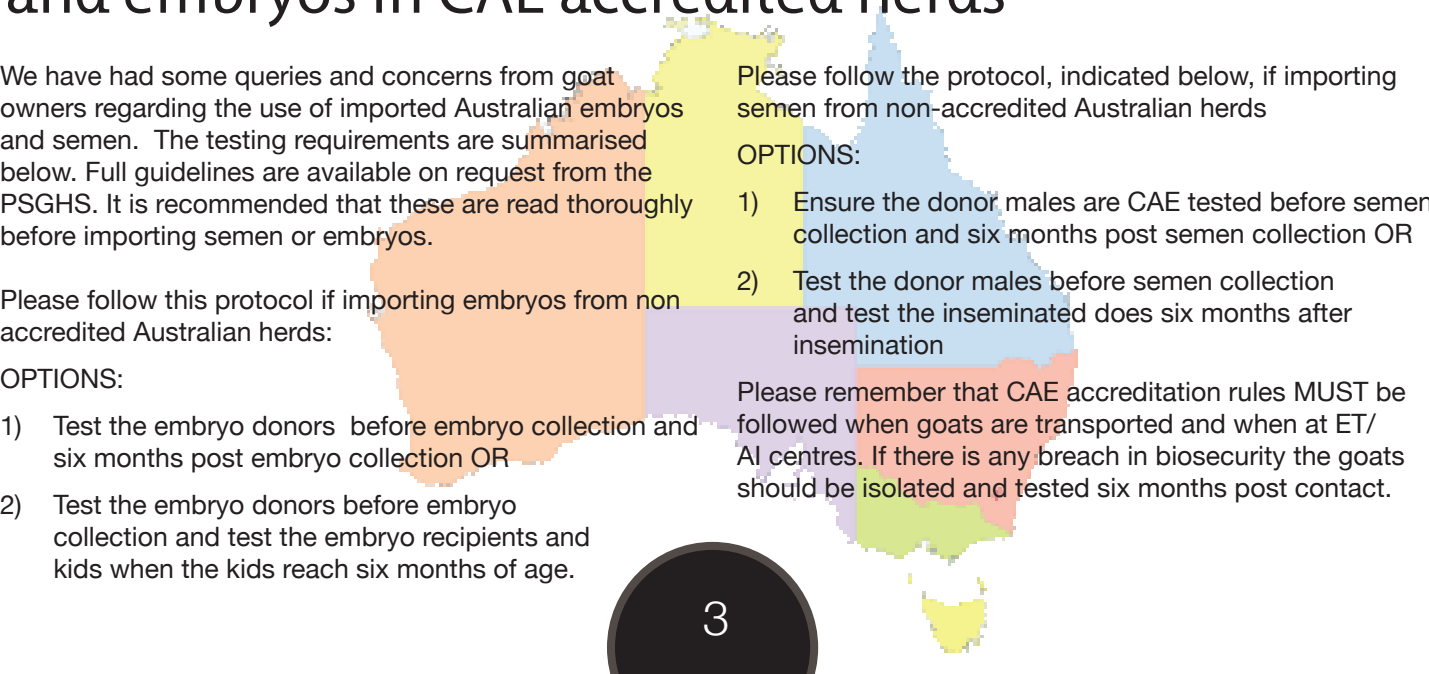 and embryos in CAE accredited herds
We have had some queries and concerns from goat
owners regarding the use of imported Australian embryos
and semen.  The testing requirements are summarised
below. Full guidelines are available on request from the
PSGHS. It is recommended that these are read thoroughly
before importing semen or embryos.
Please follow this protocol if importing embryos from non
accredited Australian herds:
OPTIONS:
1) Test the embryo donors  before embryo collection and
six months post embryo collection OR
2) Test the embryo donors before embryo
collection and test the embryo recipients and
kids when the kids reach six months of age.
Please follow the protocol, indicated below, if importing
semen from non-accredited Australian herds
OPTIONS:
1) Ensure the donor males are CAE tested before semen
collection and six months post semen collection OR
2) Test the donor males before semen collection
and test the inseminated does six months after
insemination
Please remember that CAE accreditation rules MUST be
followed when goats are transported and when at ET/
AI centres. If there is any breach in biosecurity the goats
should be isolated and tested six months post contact.
3